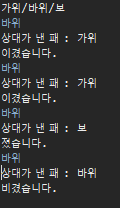 가위/바위/보
바위
상대가 낸 패 : 가위
이겼습니다.
바위
상대가 낸 패 : 가위
이겼습니다.
바위
상대가 낸 패 : 보
졌습니다.
바위
상대가 낸 패 : 바위
비겼습니다.